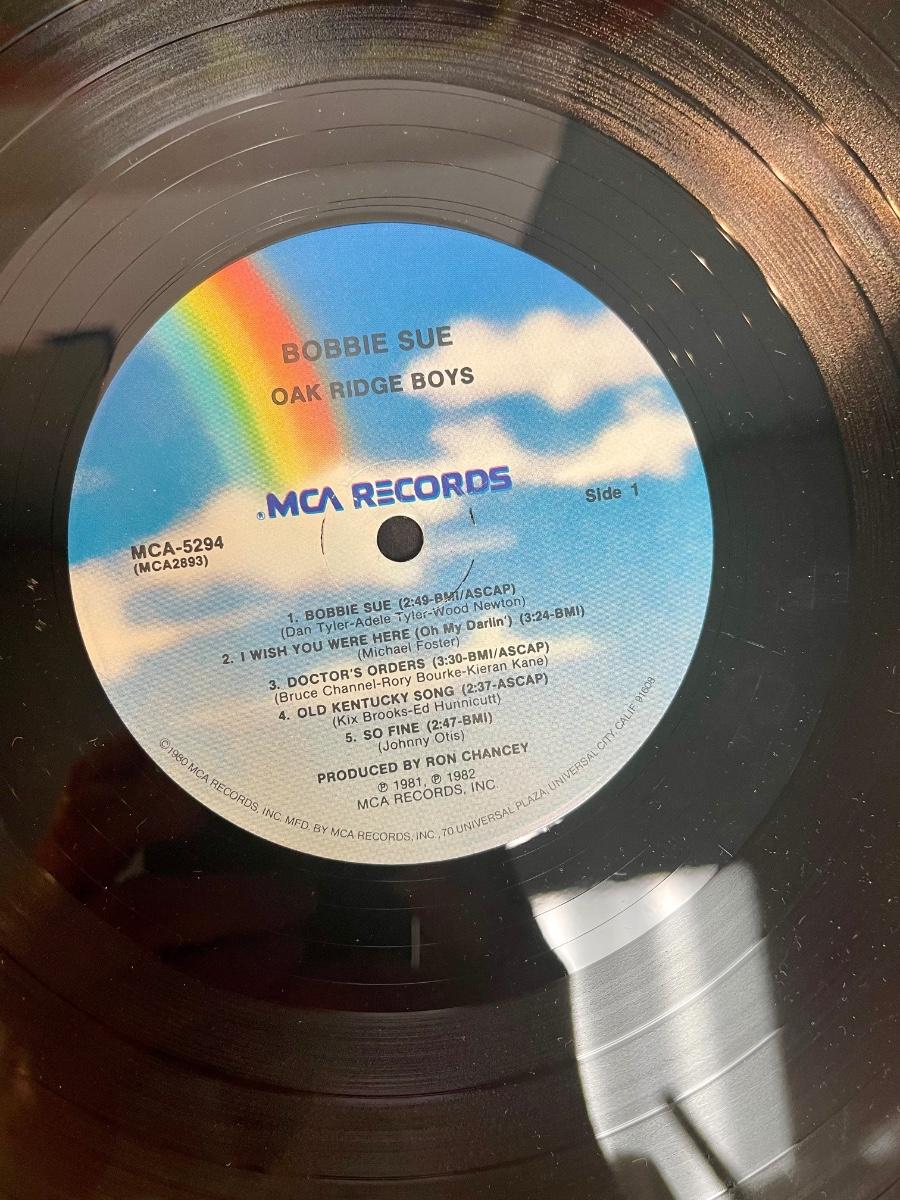 BOBBIE SUE
OAK RIDGE BOYS
® MCA RECORDS
Side 1
MCA-5294
(MCA2893)
1. BOBBIE SUE (2:49-BMI/ASCAP)
(Dan Tyler-Adele Tyler-Wood Newton)
2. I WISH YOU WERE HERE (Oh My Darlin') (3:24-BMI)
(Michael Foster)
3. DOCTOR'S ORDERS (3:30-BMI/ASCAP)
(Bruce Channel-Rory Bourke-Kieran Kane)
4. OLD KENTUCKY SONG (2:37-ASCAP)
(Kix Brooks-Ed Hunnicutt)
5. SO FINE (2:47-BMI)
(Johnny Otis)
PRODUCED BY RON CHANCEY
℗ 1981, ℗ 1982
MCA RECORDS, INC
©1980 MCA RECORDS, INC. MFD. BY MCA RECORDS, INC., 70 UNIVERSAL PLAZA, UNIVERSAL CITY, CALIF. 91608